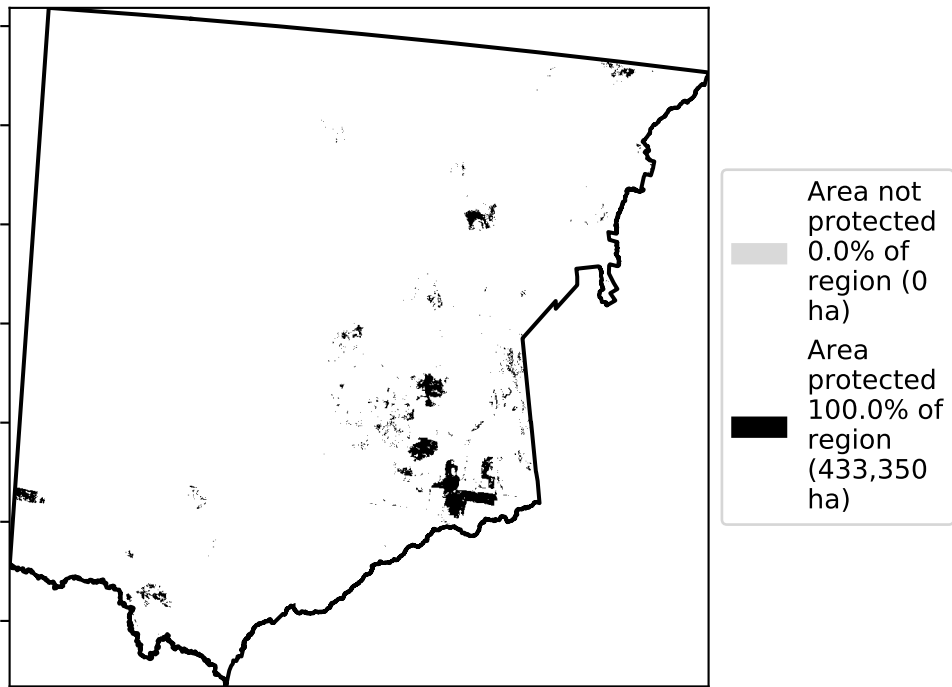 Area not
protected
0.0% of
region (0
ha)
Area
protected
100.0% of
region
(433,350
ha)